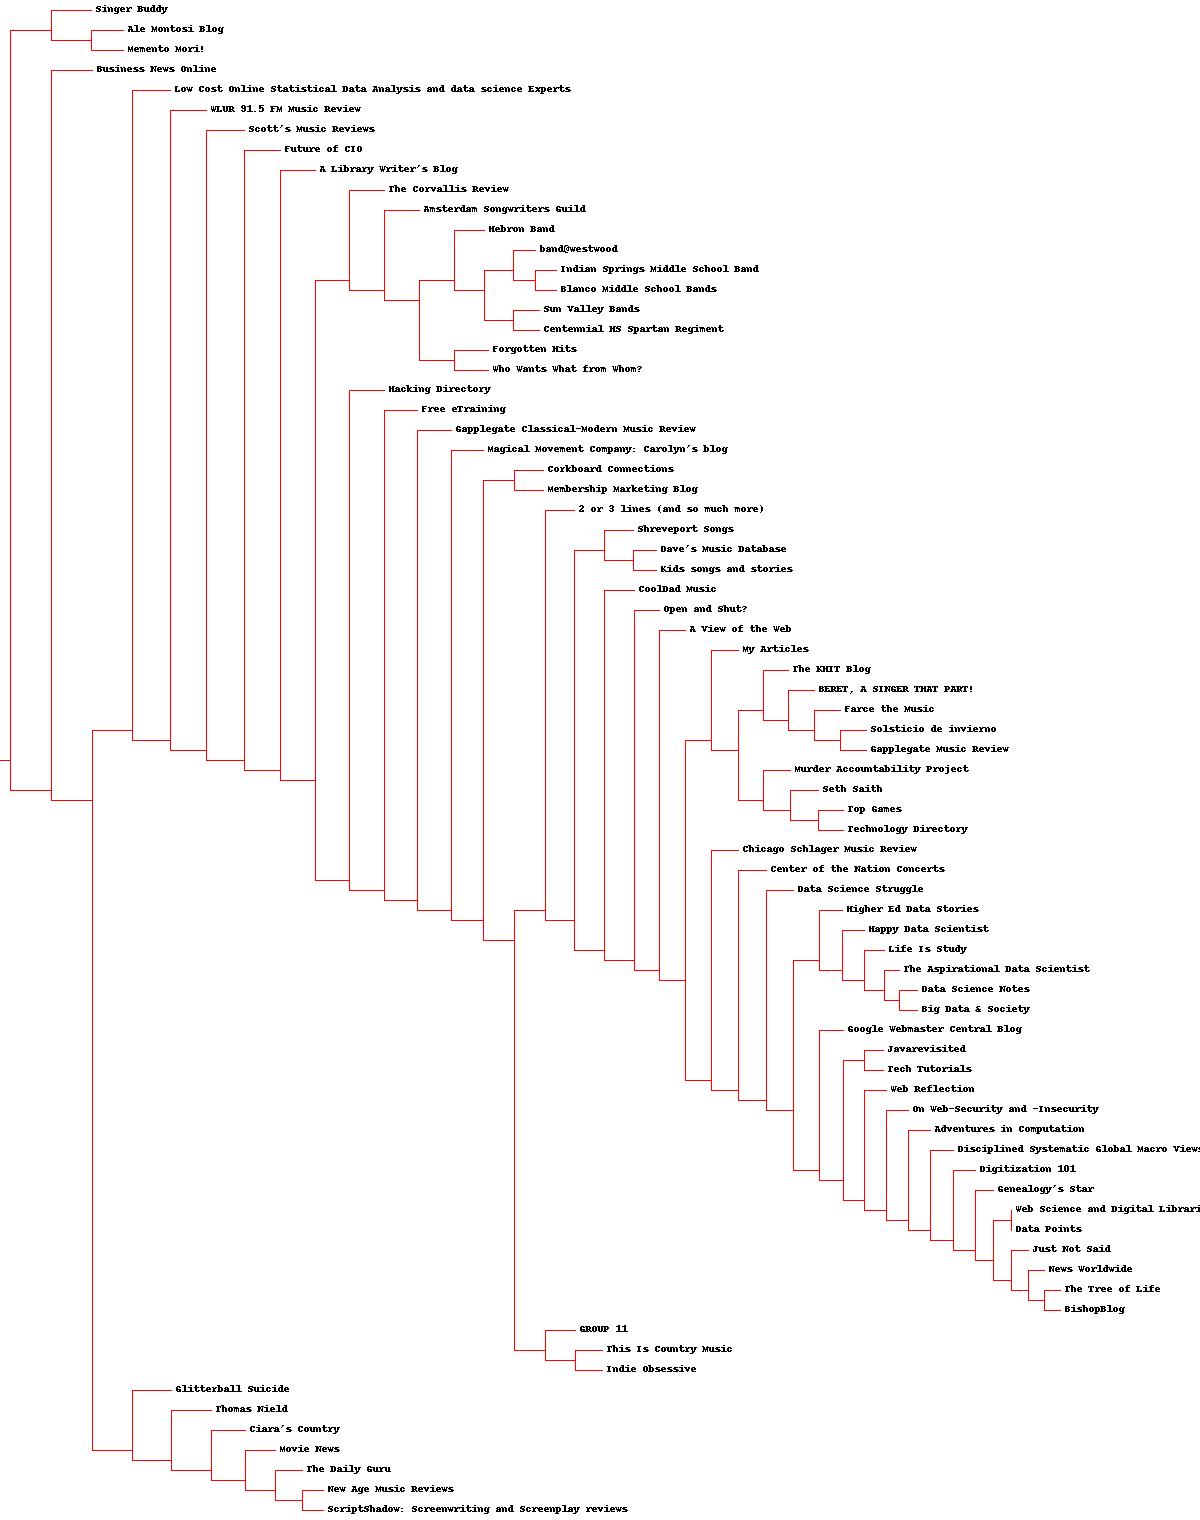 Singer Buddy
Ale Montosi Blog
Memento Mori!
Business News Online
Low Cost Online Statistical Data Analysis and data science Experts
WLUR 91.5 FM Music Review
Scott's Music Reviews
Future of CIO
A Library Writer's Blog
The Corvallis Review
Amsterdam Songwriters Guild
Hebron Band
band@westwood
Indian Springs Middle School Band
Blanco Middle School Bands
Sun Valley Bands
Centennial HS Spartan Regiment
Forgotten Hits
Who Wants What from Whom?
Hacking Directory
Free eTraining
Gapplegate Classical-Modern Music Review
Magical Movement Company: Carolyn's blog
Corkboard Connections
Membership Marketing Blog
2 or 3 lines (and so much more)
Shreveport Songs
Dave's Music Database
Kids songs and stories
CoolDad Music
Open and Shut?
A View of the Web
My Articles
The KHIT Blog
BERET, A SINGER THAT PART!
Farce the Music
Solsticio de invierno
Gapplegate Music Review
Murder Accountability Project
Seth Saith
Top Games
Technology Directory
Chicago Schlager Music Review
Center of the Nation Concerts
Data Science Struggle
Higher Ed Data Stories
Happy Data Scientist
Life Is Study
The Aspirational Data Scientist
Data Science Notes
Big Data & Society
Google Webmaster Central Blog
Javarevisited
Tech Tutorials
Web Reflection
On Web-Security and -Insecurity
Adventures in Computation
Disciplined Systematic Global Macro Views
Digitization 101
Genealogy's Star
Web Science and Digital Librari
Data Points
Just Not Said
News Worldwide
The Tree of Life
BishopBlog
GROUP 11
This Is Country Music
Indie Obsessive
Glitterball Suicide
Thomas Nield
Ciara's Country
Movie News
The Daily Guru
New Age Music Reviews
ScriptShadow: Screenwriting and Screenplay reviews